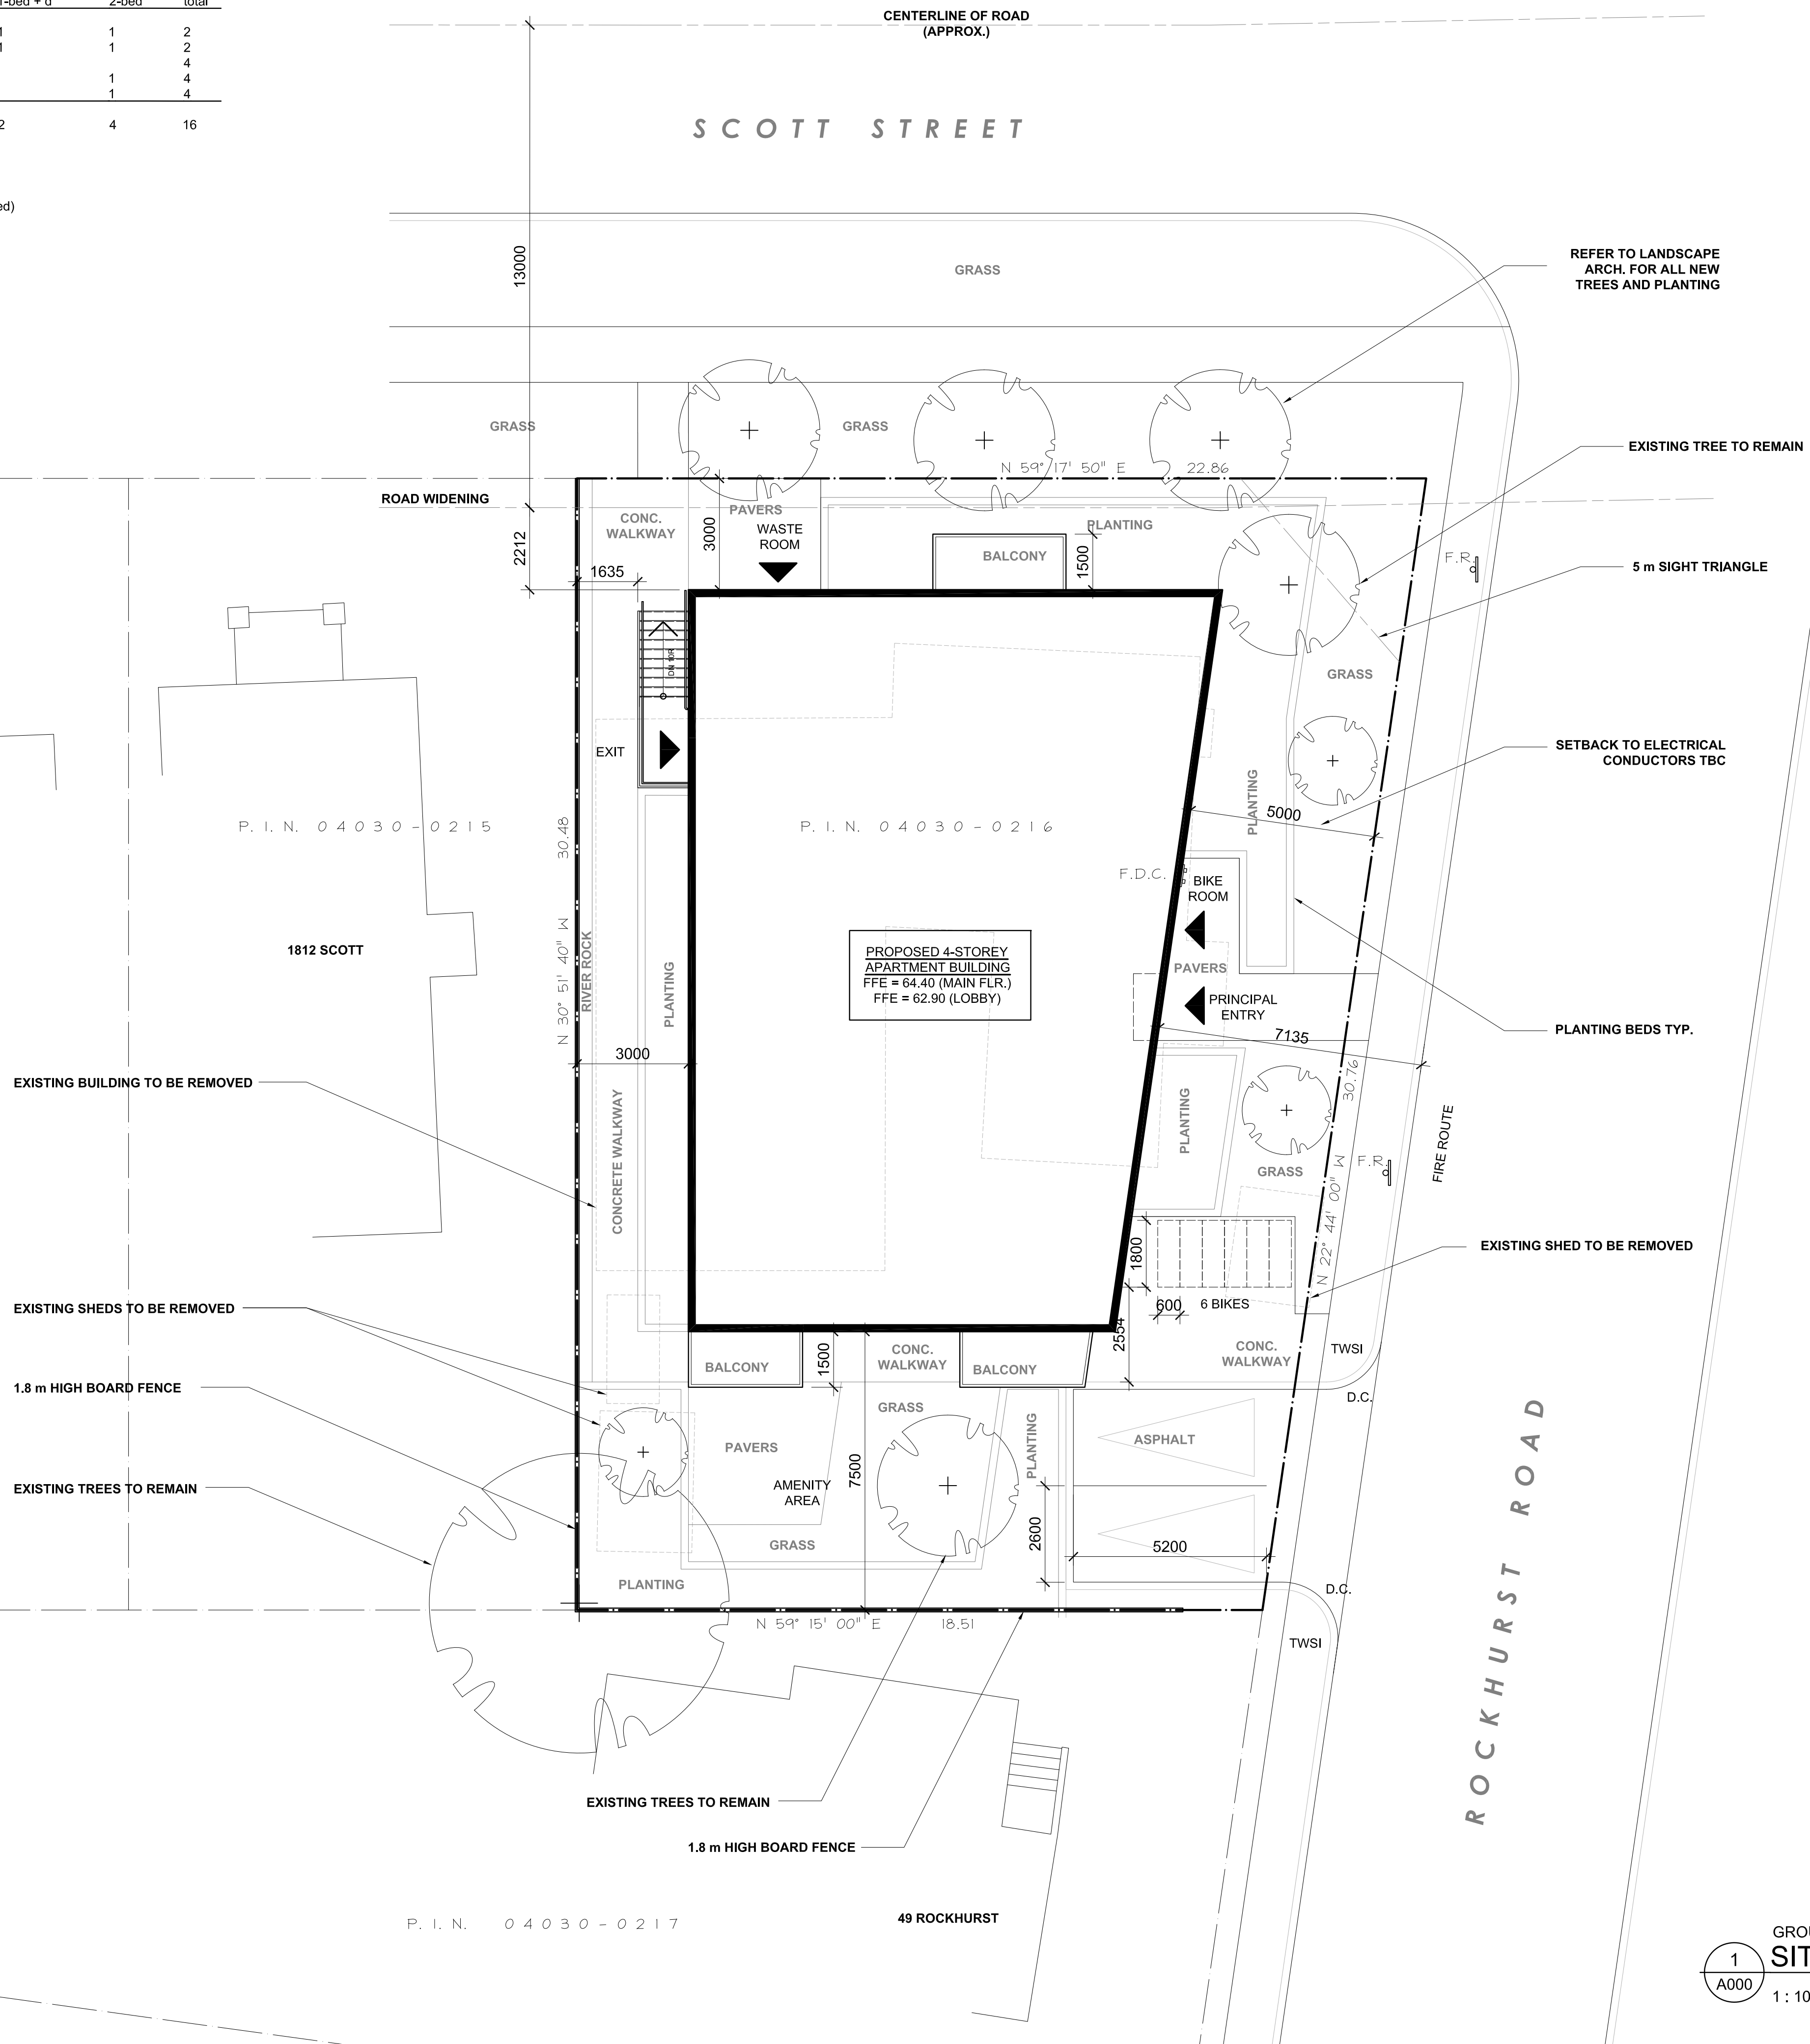 2-bed total
1 1 2
1 1 2
4
1 4
1 4
2 4 16
ed)
CENTERLINE OF ROAD
(APPROX.)
SCOTT STREET
13000
GRASS
REFER TO LANDSCAPE
ARCH. FOR ALL NEW
TREES AND PLANTING
GRASS
GRASS
EXISTING TREE TO REMAIN
N 59° 17' 50" E 22.86
ROAD WIDENING
CONC.
WALKWAY
3000
PAVERS
WASTE
ROOM
PLANTING
2212
BALCONY
1500
F.R.
5 m SIGHT TRIANGLE
1635
DN 10R
GRASS
EXIT
SETBACK TO ELECTRICAL
CONDUCTORS TBC
PLANTING
5000
P. I. N. 04030-0215
30.48
P. I. N. 04030-0216
F.D.C.
BIKE
ROOM
1812 SCOTT
N 30° 51' 40" W
RIVER ROCK
PLANTING
PROPOSED 4-STOREY
APARTMENT BUILDING
FFE = 64.40 (MAIN FLR.)
FFE = 62.90 (LOBBY)
PAVERS
PRINCIPAL
ENTRY
7135
PLANTING BEDS TYP.
3000
EXISTING BUILDING TO BE REMOVED
30.76
CONCRETE WALKWAY
PLANTING
FIRE ROUTE
GRASS
F.R.
N 22° 44' 00" W
1800
EXISTING SHED TO BE REMOVED
EXISTING SHEDS TO BE REMOVED
600
6 BIKES
2554
1500
CONC.
WALKWAY
CONC.
WALKWAY
TWSI
BALCONY
BALCONY
1.8 m HIGH BOARD FENCE
D.C.
GRASS
PLANTING
PAVERS
ASPHALT
7500
EXISTING TREES TO REMAIN
AMENITY
AREA
2600
5200
GRASS
PLANTING
D.C.
N 59° 15' 00" E 18.51
TWSI
ROCKHURST ROAD
EXISTING TREES TO REMAIN
1.8 m HIGH BOARD FENCE
P. I. N. 04030-0217
49 ROCKHURST
GROU
1
SIT
A000
1 : 10